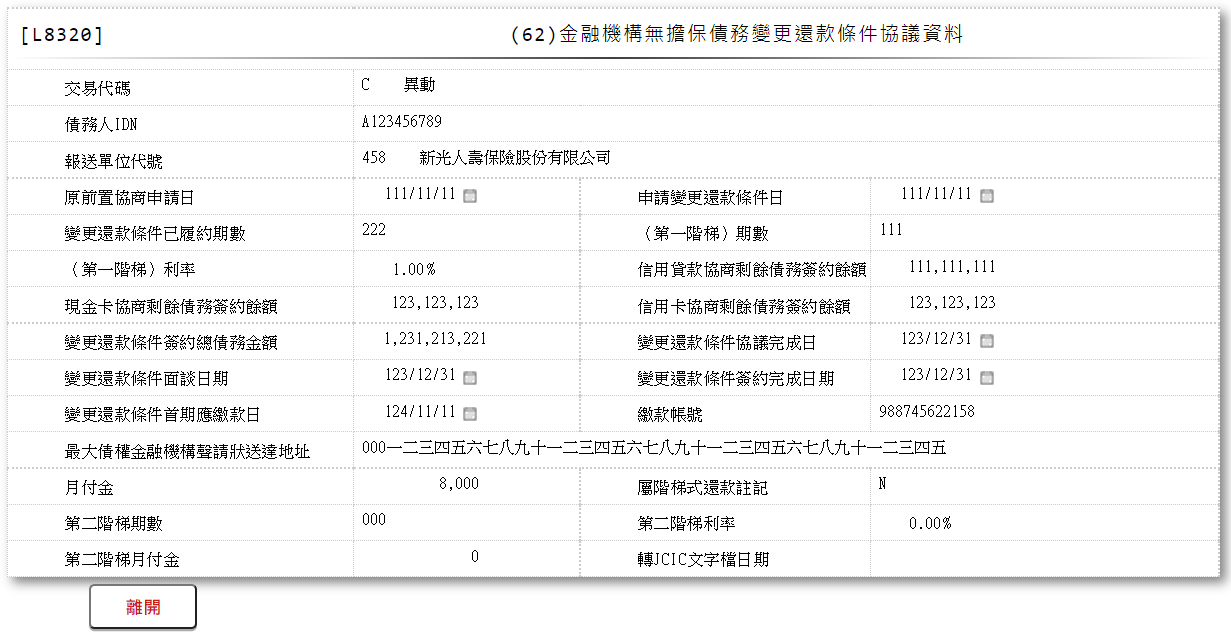 [L8320] (62)金融機構無擔保債務變更還款條件協議資料
交易代碼 C 異動
債務人IDN A123456789
報送單位代號 458 新光人壽保險股份有限公司
原前置協商申請日 111/11/11 申請變更還款條件日 111/11/11
變更還款條件已履約期數 222 （第一階梯）期數 111
（第一階梯）利率 1.00% 信用貸款協商剩餘債務簽約餘額 111,111,111
現金卡協商剩餘債務簽約餘額 123,123,123 信用卡協商剩餘債務簽約餘額 123,123,123
變更還款條件簽約總債務金額 1,231,213,221 變更還款條件協議完成日 123/12/31
變更還款條件面談日期 123/12/31 變更還款條件簽約完成日期 123/12/31
變更還款條件首期應繳款日 124/11/11 繳款帳號 988745622158
最大債權金融機構聲請狀送達地址 000一二三四五六七八九十一二三四五六七八九十一二三四五六七八九十一二三四五
月付金 8,000 屬階梯式還款註記 N
第二階梯期數 000 第二階梯利率 0.00%
第二階梯月付金 0 轉JCIC文字檔日期
離開